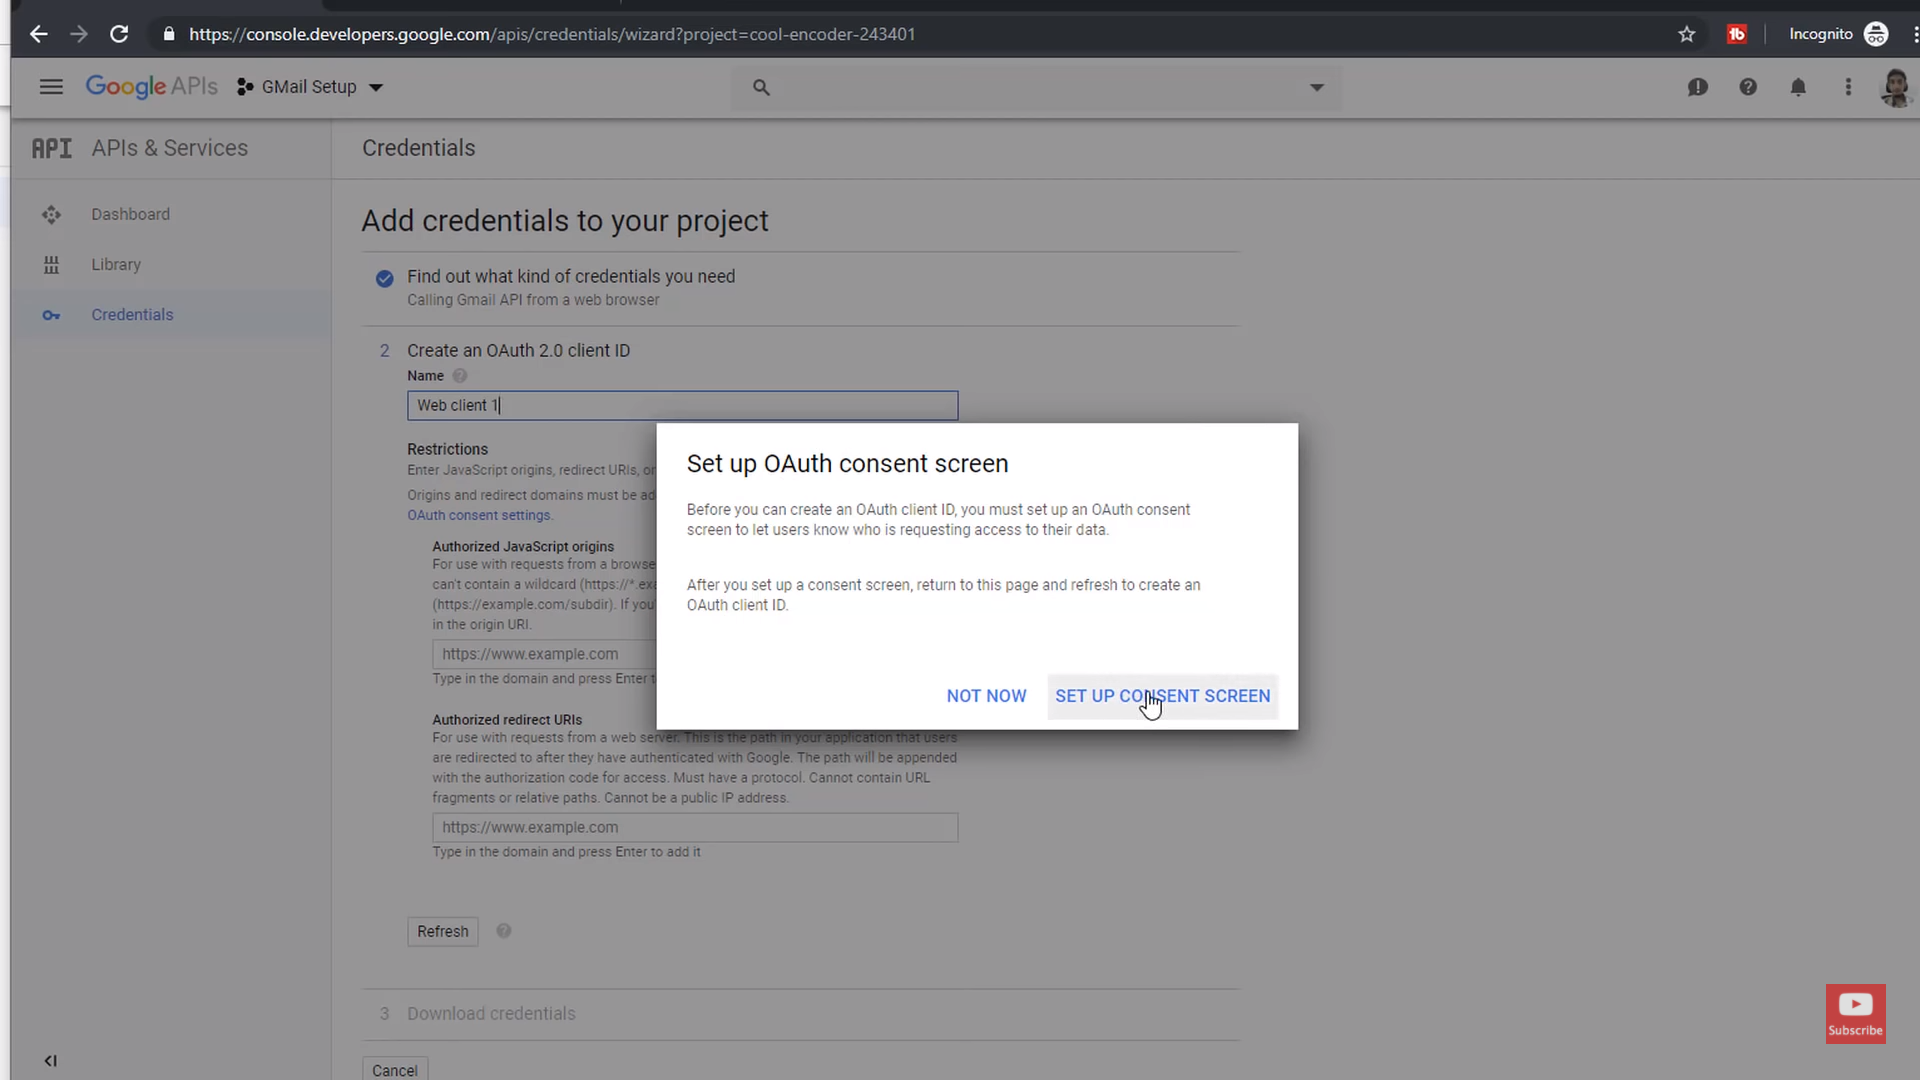 https://console.developers.google.com/apis/credentials/wizard?project=cool-encoder-243401
tb
Incognito
Google APIs
GMail Setup
API
APIs & Services
Credentials
Dashboard
Library
Credentials
Add credentials to your project
Find out what kind of credentials you need
Calling Gmail API from a web browser
2 Create an OAuth 2.0 client ID
Name
Web client 1
Restrictions
Enter JavaScript origins, redirect URIs, or
Origins and redirect domains must be ad
OAuth consent settings.
Authorized JavaScript origins
For use with requests from a browse
can't contain a wildcard (https://*.exa
(https://example.com/subdir). If you'
in the origin URI.
https://www.example.com
Type in the domain and press Enter t
Authorized redirect URIs
For use with requests from a web server. This is the path in your application that users
are redirected to after they have authenticated with Google. The path will be appended
with the authorization code for access. Must have a protocol. Cannot contain URL
fragments or relative paths. Cannot be a public IP address.
https://www.example.com
Type in the domain and press Enter to add it
Refresh
3 Download credentials
Cancel
Set up OAuth consent screen
Before you can create an OAuth client ID, you must set up an OAuth consent
screen to let users know who is requesting access to their data.
After you set up a consent screen, return to this page and refresh to create an
OAuth client ID.
NOT NOW
SET UP CONSENT SCREEN
Subscribe